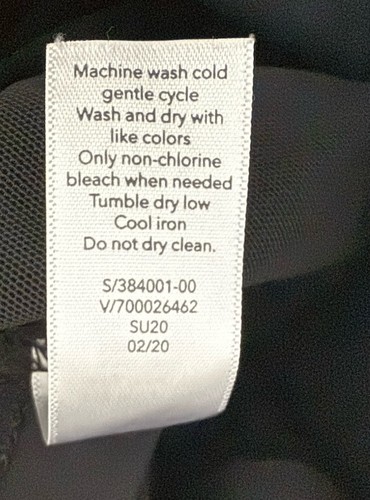 Machine wash cold
gentle cycle
Wash and dry with
like colors
Only non-chlorine
bleach when needed
Tumble dry low
Cool iron
Do not dry clean.
S/384001-00
V/700026462
SU20
02/20